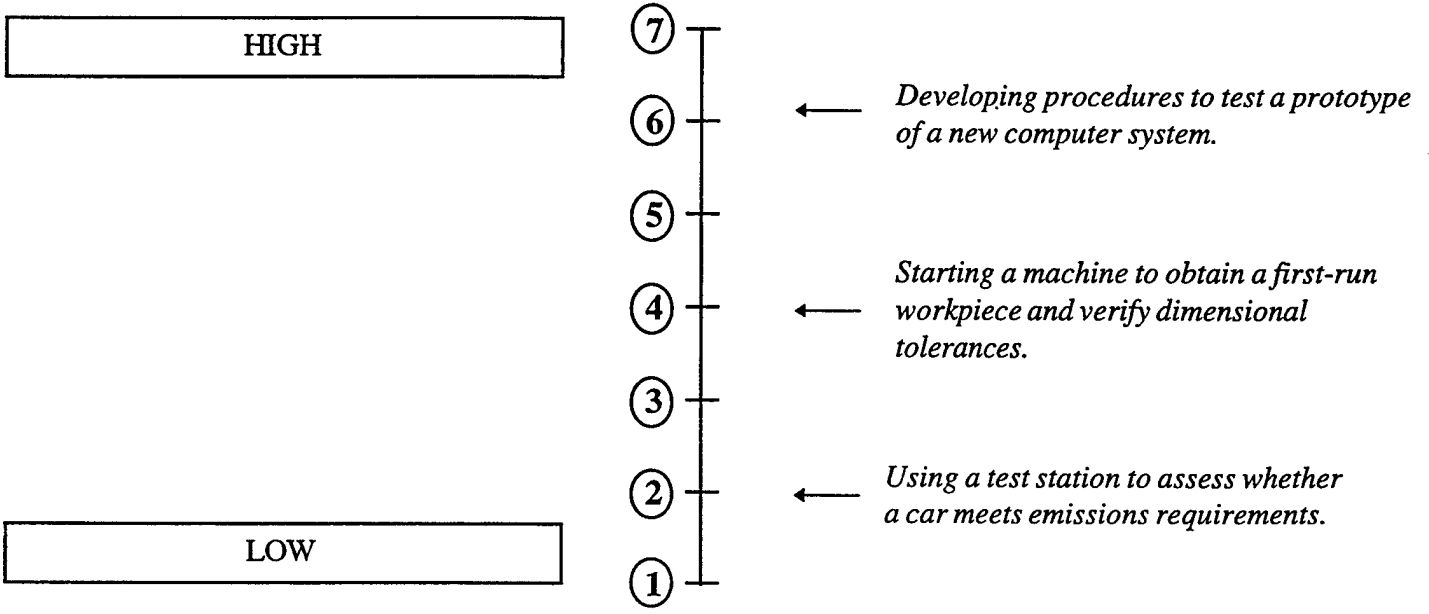 HIGH
7
Developing procedures to test a prototype
of a new computer system.
6
5
Starting a machine to obtain a first-run
workpiece and verify dimensional
tolerances.
4
3
Using a test station to assess whether
a car meets emissions requirements.
2
LOW
1